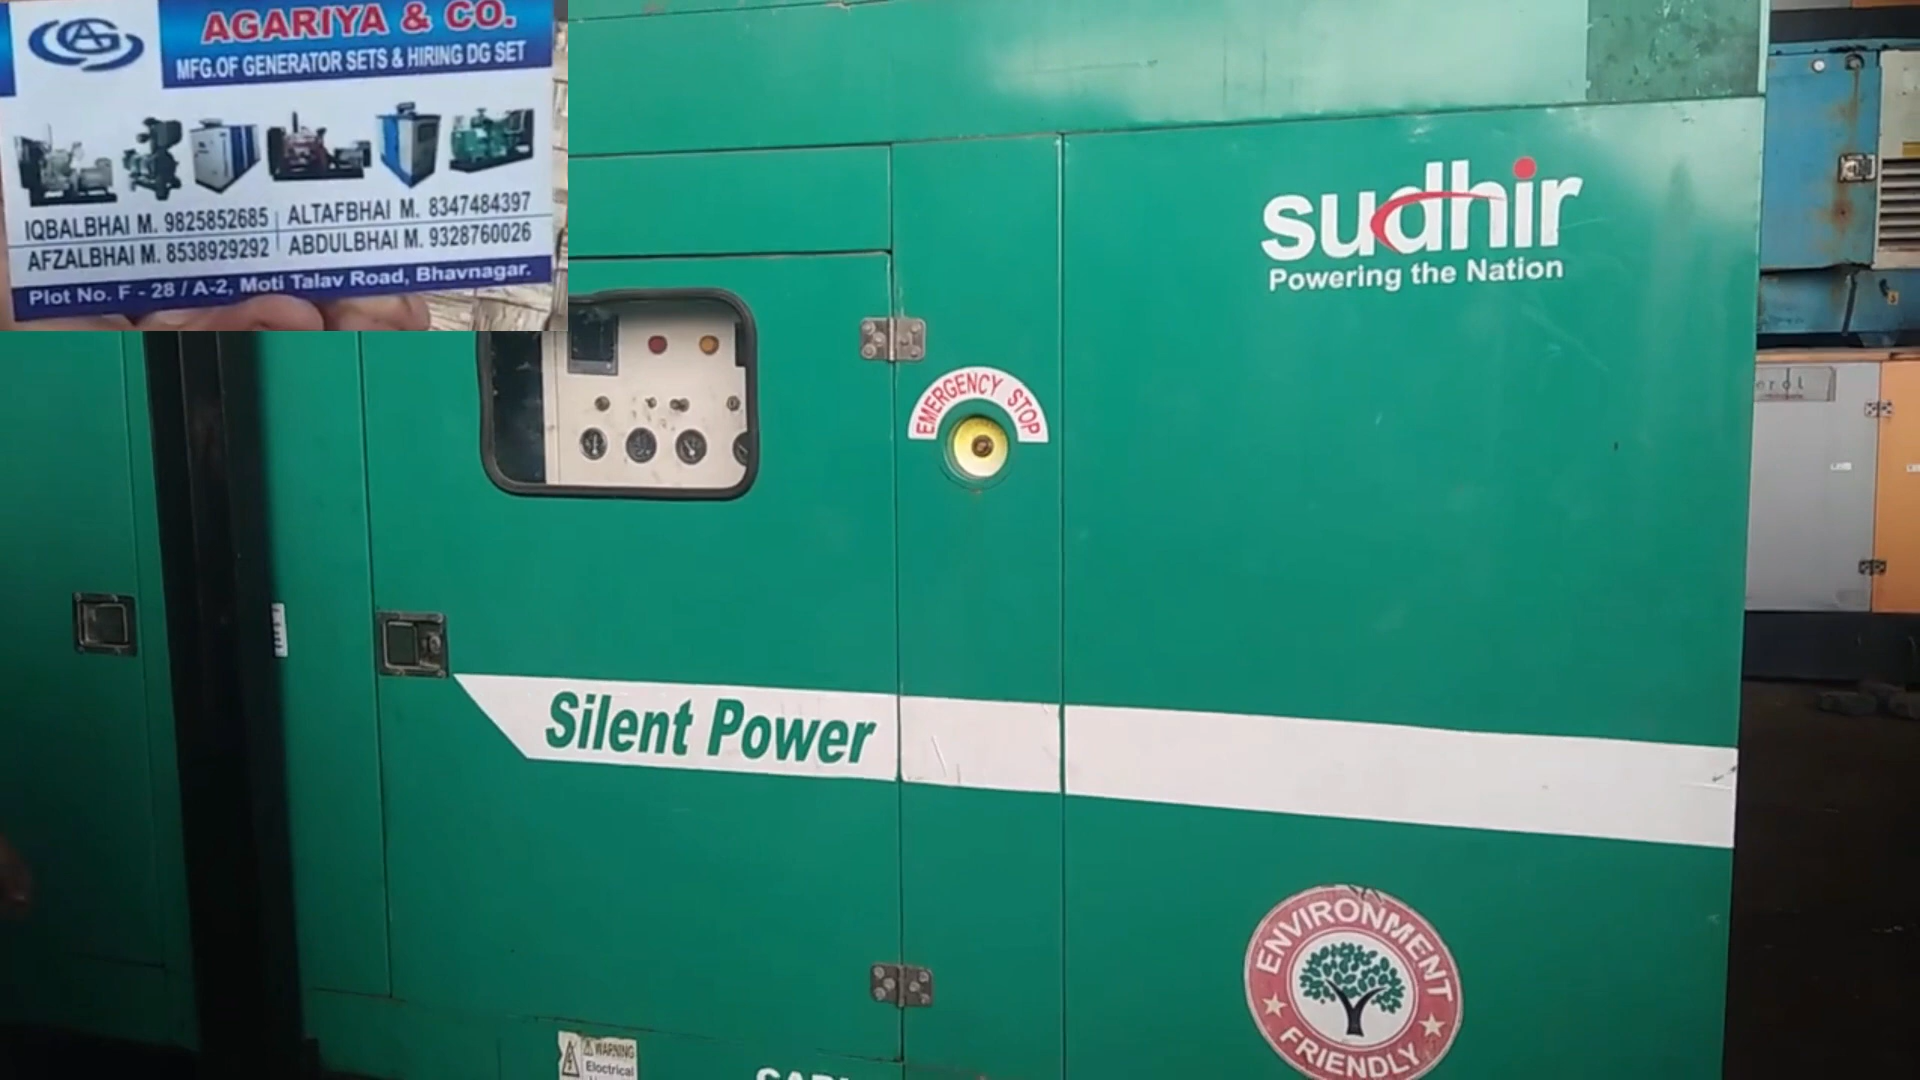 AGARIYA & CO.
MFG.OF GENERATOR SETS & HIRING DG SET
IQBALBHAI M. 9825852685
ALTAFBHAI M. 8347484397
AFZALBHAI M. 8538929292
ABDULBHAI M. 9328760026
Plot No. F - 28 / A-2, Moti Talav Road, Bhavnagar.
sudhir
Powering the Nation
EMERGENCY STOP
Silent Power
ENVIRONMENT
FRIENDLY
WARNING
Electrical